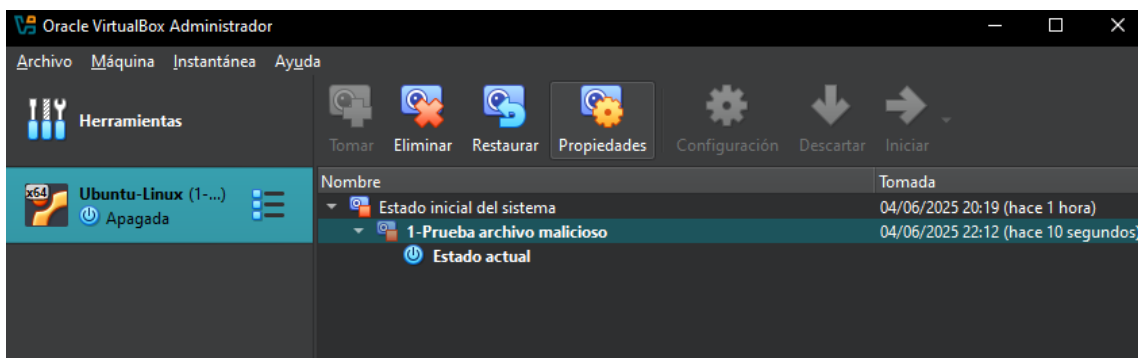 Oracle VirtualBox Administrador
Archivo Máquina Instantánea Ayuda
Herramientas
Tomar Eliminar Restaurar Propiedades Configuración Descartar Iniciar
x64
Ubuntu-Linux (1-...)
Apagada
Nombre Tomada
Estado inicial del sistema 04/06/2025 20:19 (hace 1 hora)
1-Prueba archivo malicioso 04/06/2025 22:12 (hace 10 segundos)
Estado actual